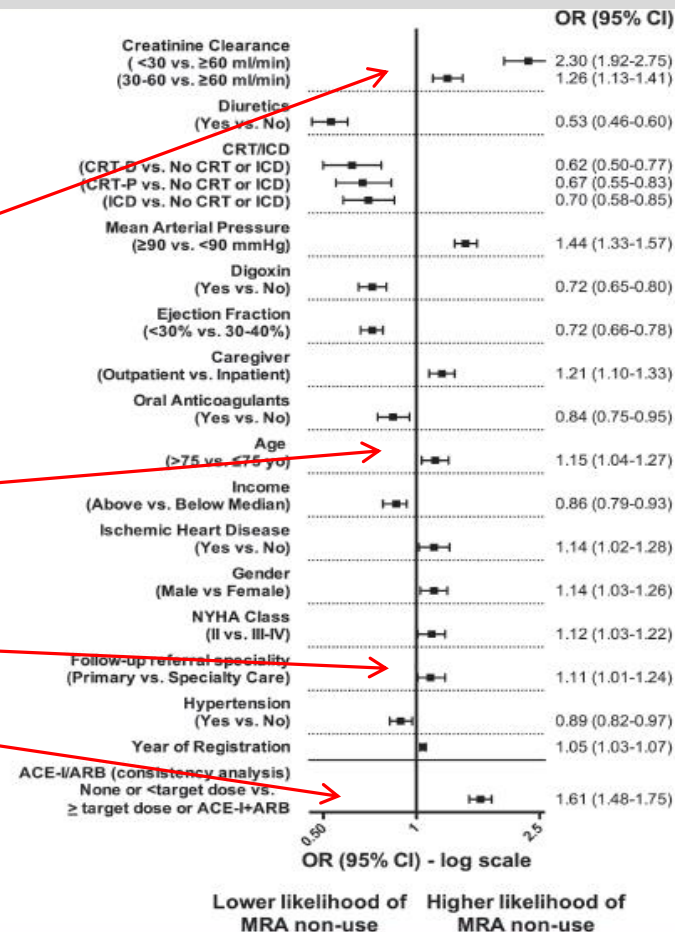 OR (95% CI)
Creatinine Clearance
( <30 vs. ≥60 ml/min) 2.30 (1.92-2.75)
(30-60 vs. ≥60 ml/min) 1.26 (1.13-1.41)
Diuretics
(Yes vs. No) 0.53 (0.46-0.60)
CRT/ICD
(CRT-D vs. No CRT or ICD) 0.62 (0.50-0.77)
(CRT-P vs. No CRT or ICD) 0.67 (0.55-0.83)
(ICD vs. No CRT or ICD) 0.70 (0.58-0.85)
Mean Arterial Pressure
(≥90 vs. <90 mmHg) 1.44 (1.33-1.57)
Digoxin
(Yes vs. No) 0.72 (0.65-0.80)
Ejection Fraction
(<30% vs. 30-40%) 0.72 (0.66-0.78)
Caregiver
(Outpatient vs. Inpatient) 1.21 (1.10-1.33)
Oral Anticoagulants
(Yes vs. No) 0.84 (0.75-0.95)
Age
(>75 vs. ≤75 yo) 1.15 (1.04-1.27)
Income
(Above vs. Below Median) 0.86 (0.79-0.93)
Ischemic Heart Disease
(Yes vs. No) 1.14 (1.02-1.28)
Gender
(Male vs Female) 1.14 (1.03-1.26)
NYHA Class
(II vs. III-IV) 1.12 (1.03-1.22)
Follow-up referral speciality
(Primary vs. Specialty Care) 1.11 (1.01-1.24)
Hypertension
(Yes vs. No) 0.89 (0.82-0.97)
Year of Registration 1.05 (1.03-1.07)
ACE-I/ARB (consistency analysis)
None or <target dose vs. 1.61 (1.48-1.75)
≥ target dose or ACE-I+ARB
0.50 1 2.5
OR (95% CI) - log scale
Lower likelihood of Higher likelihood of
MRA non-use MRA non-use